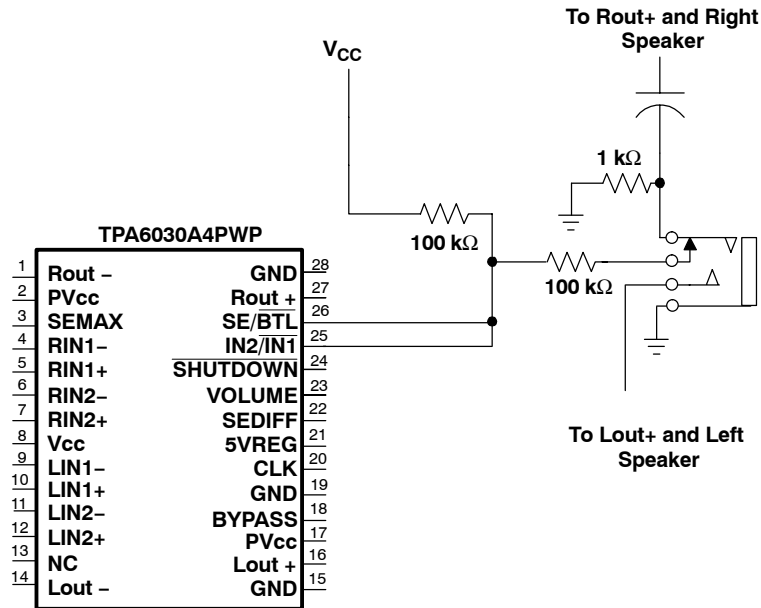 To Rout+ and Right
Speaker
VCC
1 kΩ
100 kΩ
100 kΩ
TPA6030A4PWP
1 Rout − GND 28
2 PVcc Rout + 27
3 SEMAX SE/BTL 26
4 RIN1− IN2/IN1 25
5 RIN1+ SHUTDOWN 24
6 RIN2− VOLUME 23
7 RIN2+ SEDIFF 22
8 Vcc 5VREG 21
9 LIN1− CLK 20
10 LIN1+ GND 19
11 LIN2− BYPASS 18
12 LIN2+ PVcc 17
13 NC Lout + 16
14 Lout − GND 15
To Lout+ and Left
Speaker